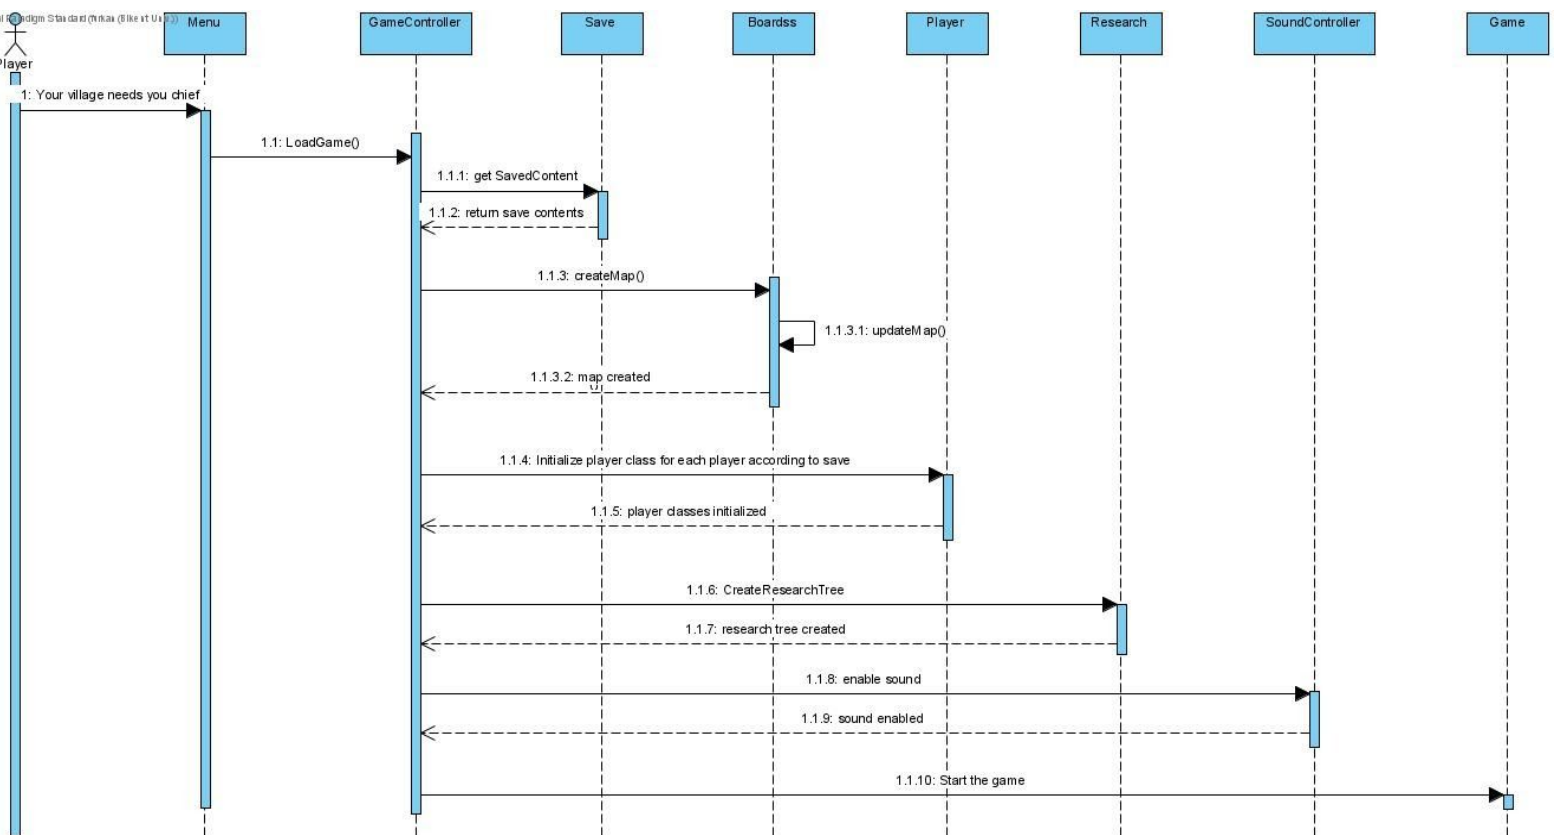 Paradigm Standard
Menu
GameController
Save
Boardss
Player
Research
SoundController
Game
Player
1: Your village needs you chief
1.1: LoadGame()
1.1.1: get SavedContent
1.1.2: return save contents
1.1.3: createMap()
1.1.3.1: updateMap()
1.1.3.2: map created
1.1.4: Initialize player class for each player according to save
1.1.5: player classes initialized
1.1.6: CreateResearchTree
1.1.7: research tree created
1.1.8: enable sound
1.1.9: sound enabled
1.1.10: Start the game